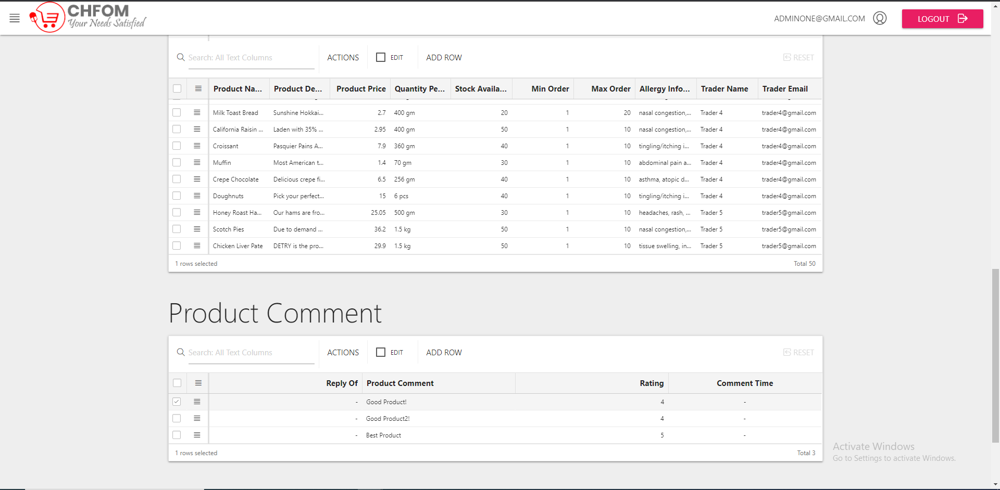 CHFOM
Your Needs Satisfied
ADMINONE@GMAIL.COM LOGOUT
Search: All Text Columns ACTIONS EDIT ADD ROW RESET
Product Na... Product De... Product Price Quantity Pe... Stock Availa... Min Order Max Order Allergy Info... Trader Name Trader Email
Milk Toast Bread Sunshine Hokkai... 2.7 400 gm 20 1 20 nasal congestion,... Trader 4 trader4@gmail.com
California Raisin ... Laden with 35% ... 2.95 400 gm 50 1 10 nasal congestion,... Trader 4 trader4@gmail.com
Croissant Pasquier Pains A... 7.9 360 gm 40 1 10 tingling/itching i... Trader 4 trader4@gmail.com
Muffin Most American t... 1.4 70 gm 30 1 10 abdominal pain a... Trader 4 trader4@gmail.com
Crepe Chocolate Delicious crepe fi... 6.5 256 gm 40 1 10 asthma, atopic d... Trader 4 trader4@gmail.com
Doughnuts Pick your perfect... 15 6 pcs 40 1 10 tingling/itching i... Trader 4 trader4@gmail.com
Honey Roast Ha... Our hams are fro... 25.05 500 gm 30 1 10 headaches, rash, ... Trader 5 trader5@gmail.com
Scotch Pies Due to demand ... 36.2 1.5 kg 50 1 10 nasal congestion,... Trader 5 trader5@gmail.com
Chicken Liver Pate DETRY is the pro... 29.9 1.5 kg 50 1 10 tissue swelling, in... Trader 5 trader5@gmail.com
1 rows selected Total 50
Product Comment
Search: All Text Columns ACTIONS EDIT ADD ROW RESET
Reply Of Product Comment Rating Comment Time
- Good Product! 4 -
- Good Product2! 4 -
- Best Product 5 -
1 rows selected Total 3
Activate Windows
Go to Settings to activate Windows.